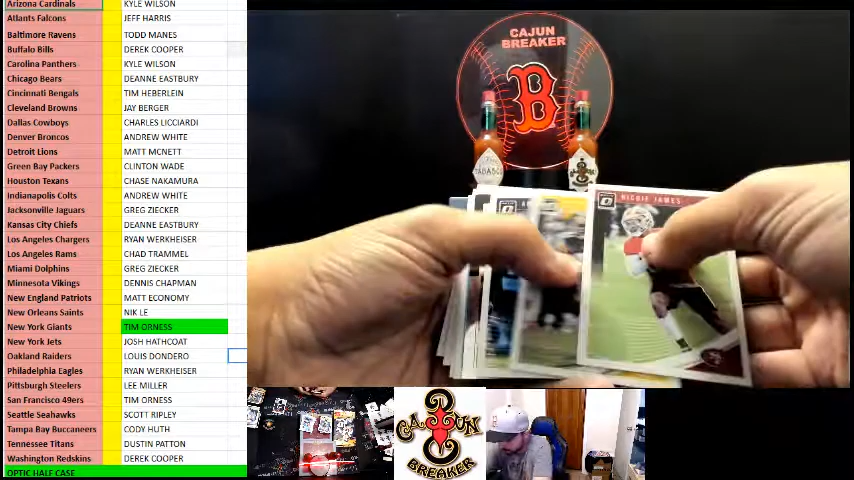 Arizona Cardinals KYLE WILSON
Atlants Falcons JEFF HARRIS
Baltimore Ravens TODD MANES
Buffalo Bills DEREK COOPER
Carolina Panthers KYLE WILSON
Chicago Bears DEANNE EASTBURY
Cincinnati Bengals TIM HEBERLEIN
Cleveland Browns JAY BERGER
Dallas Cowboys CHARLES LICCIARDI
Denver Broncos ANDREW WHITE
Detroit Lions MATT MCNETT
Green Bay Packers CLINTON WADE
Houston Texans CHASE NAKAMURA
Indianapolis Colts ANDREW WHITE
Jacksonville Jaguars GREG ZIECKER
Kansas City Chiefs DEANNE EASTBURY
Los Angeles Chargers RYAN WERKHEISER
Los Angeles Rams CHAD TRAMMEL
Miami Dolphins GREG ZIECKER
Minnesota Vikings DENNIS CHAPMAN
New England Patriots MATT ECONOMY
New Orleans Saints NIK LE
New York Giants TIM ORNESS
New York Jets JOSH HATHCOAT
Oakland Raiders LOUIS DONDERO
Philadelphia Eagles RYAN WERKHEISER
Pittsburgh Steelers LEE MILLER
San Francisco 49ers TIM ORNESS
Seattle Seahawks SCOTT RIPLEY
Tampa Bay Buccaneers CODY HUTH
Tennessee Titans DUSTIN PATTON
Washington Redskins DEREK COOPER
OPTIC HALF CASE
CAJUN
BREAKER
B
TABASCO
RICHIE JAMES
CAJUN
BREAKER